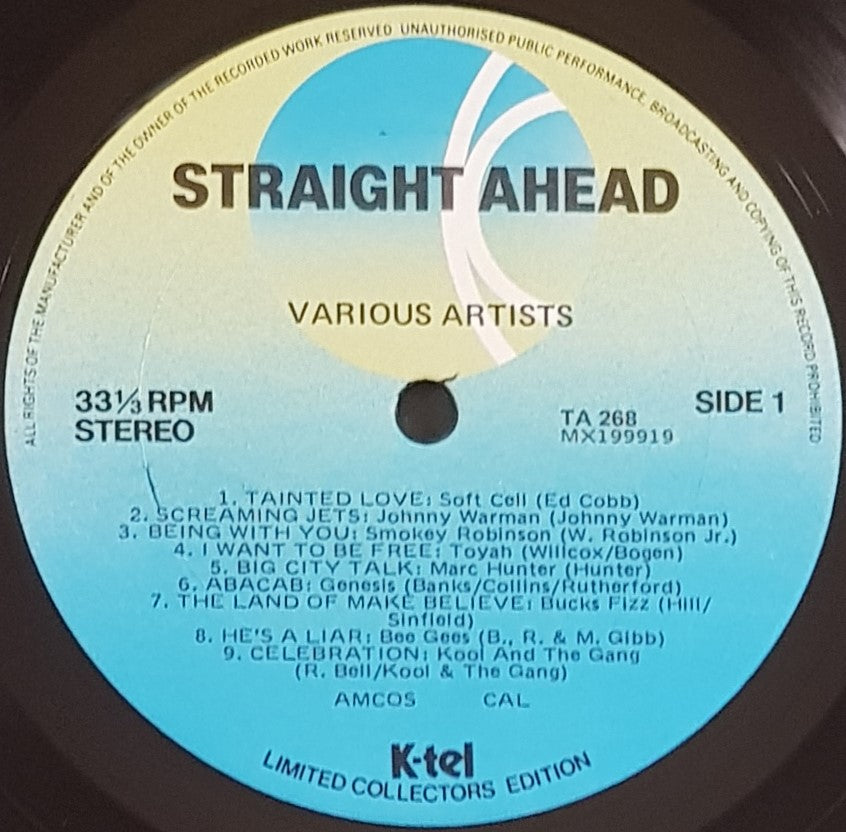 ALL RIGHTS OF THE MANUFACTURER AND OF THE OWNER OF THE RECORDED WORK RESERVED UNAUTHORISED PUBLIC PERFORMANCE, BROADCASTING AND COPYING OF THIS RECORD PROHIBITED
STRAIGHT AHEAD
VARIOUS ARTISTS
33⅓ RPM
STEREO
TA 268
MX199919
SIDE 1
1. TAINTED LOVE: Soft Cell (Ed Cobb)
2. SCREAMING JETS: Johnny Warman (Johnny Warman)
3. BEING WITH YOU: Smokey Robinson (W. Robinson Jr.)
4. I WANT TO BE FREE: Toyah (Willcox/Bogen)
5. BIG CITY TALK: Marc Hunter (Hunter)
6. ABACAB: Genesis (Banks/Collins/Rutherford)
7. THE LAND OF MAKE BELIEVE: Bucks Fizz (Hill/
Sinfield)
8. HE'S A LIAR: Bee Gees (B., R. & M. Gibb)
9. CELEBRATION: Kool And The Gang
(R. Bell/Kool & The Gang)
AMCOS CAL
K-tel
LIMITED COLLECTORS EDITION